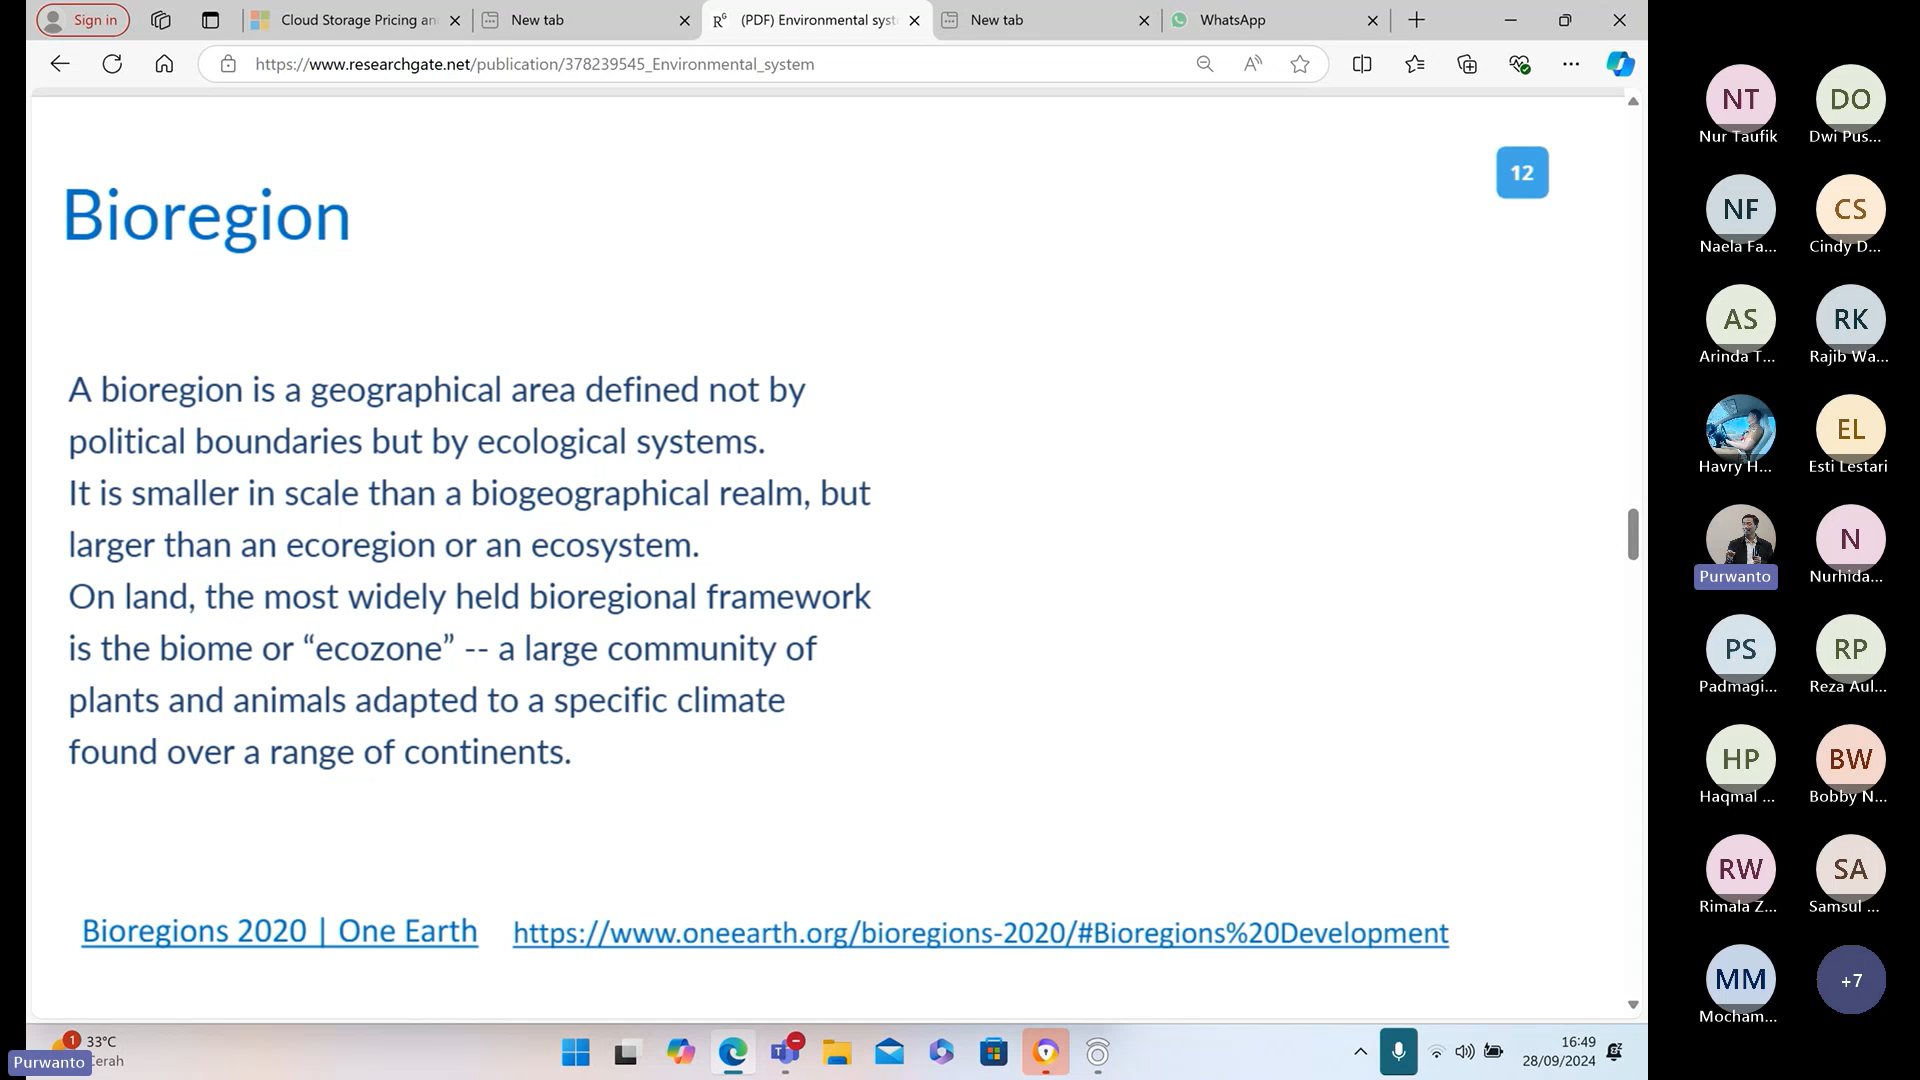 Sign in
Cloud Storage Pricing an
New tab
(PDF) Environmental syst
New tab
WhatsApp
https://www.researchgate.net/publication/378239545_Environmental_system
12
Bioregion
A bioregion is a geographical area defined not by
political boundaries but by ecological systems.
It is smaller in scale than a biogeographical realm, but
larger than an ecoregion or an ecosystem.
On land, the most widely held bioregional framework
is the biome or “ecozone” -- a large community of
plants and animals adapted to a specific climate
found over a range of continents.
Bioregions 2020 | One Earth https://www.oneearth.org/bioregions-2020/#Bioregions%20Development
1
33°C
Cerah
Purwanto
16:49
28/09/2024
NT
DO
Nur Taufik
Dwi Pus...
NF
CS
Naela Fa...
Cindy D...
AS
RK
Arinda T...
Rajib Wa...
EL
Havry H...
Esti Lestari
N
Purwanto
Nurhida...
PS
RP
Padmagi...
Reza Aul...
HP
BW
Haqmal ...
Bobby N...
RW
SA
Rimala Z...
Samsul ...
MM
+7
Mocham...